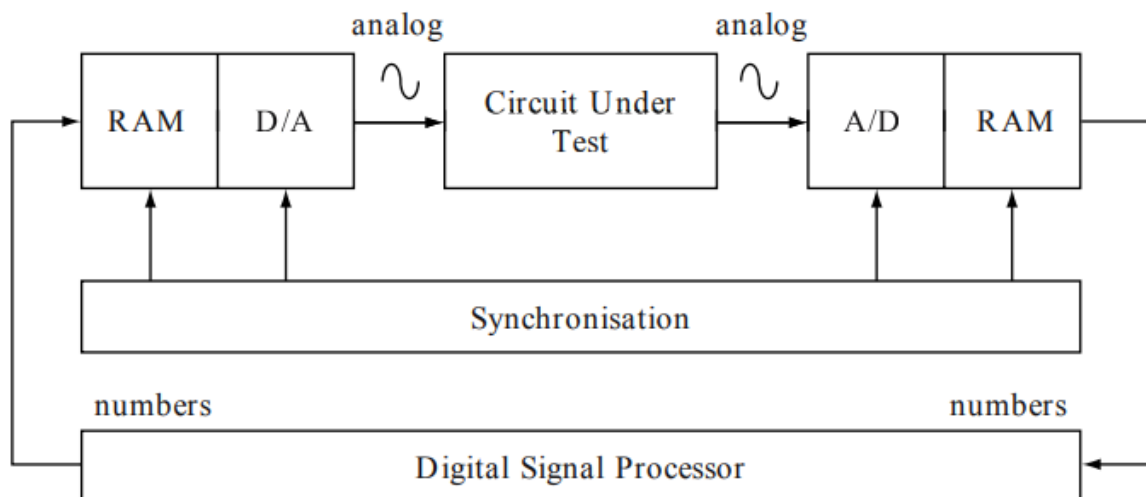 analog
analog
RAM
D/A
Circuit Under
Test
A/D
RAM
Synchronisation
numbers
numbers
Digital Signal Processor